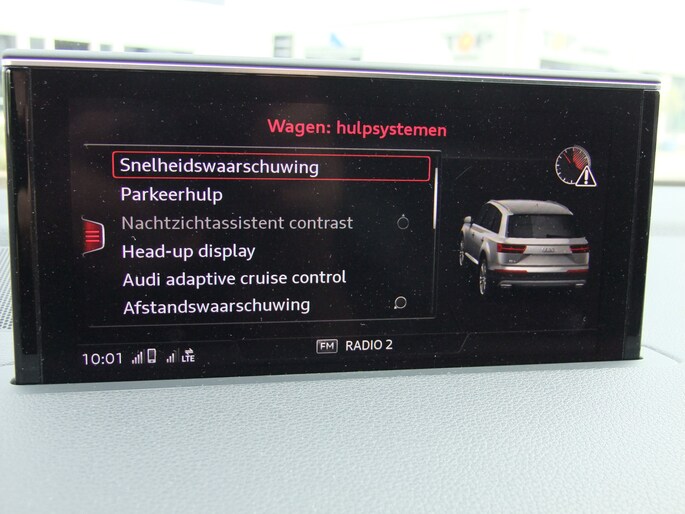 Wagen: hulpsystemen
Snelheidswaarschuwing
Parkeerhulp
Nachtzichtassistent contrast
Head-up display
Audi adaptive cruise control
Afstandswaarschuwing
FM RADIO 2
10:01 LTE